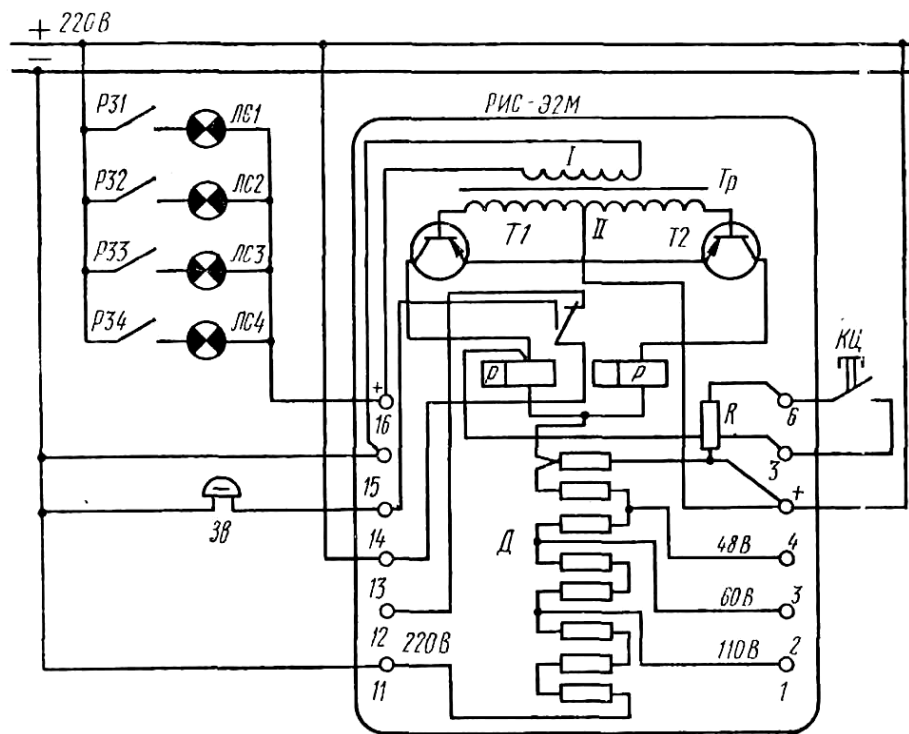 + 220В
−
РИС-Э2М
РЗ1
ЛС1
РЗ2
ЛС2
РЗ3
ЛС3
РЗ4
ЛС4
I
Тр
Т1
II
Т2
КЦ
Р
Р
R
+
16
6
3
15
+
ЗВ
14
Д
48В
4
13
60В
3
12
220В
110В
2
11
1